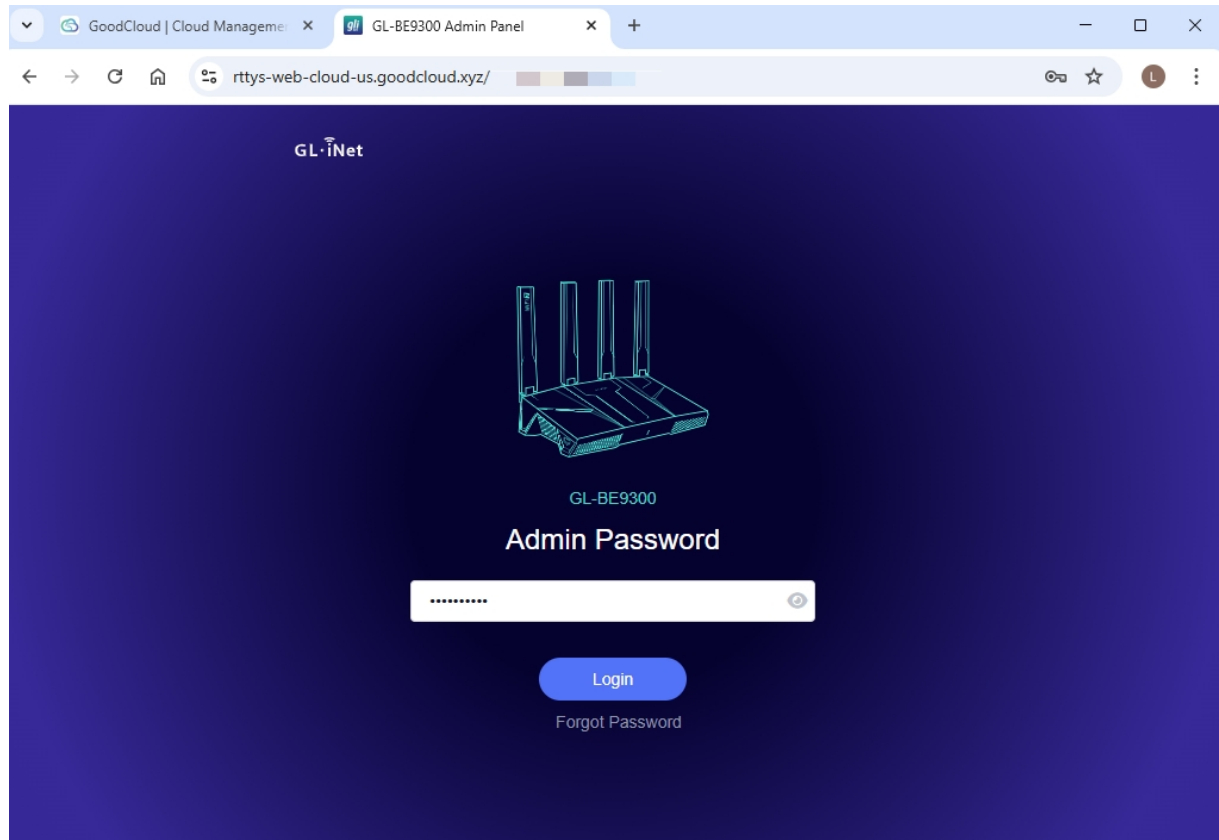 GoodCloud | Cloud Manageme
GL-BE9300 Admin Panel
rttys-web-cloud-us.goodcloud.xyz/
L
GL·iNet
GL-BE9300
Admin Password
••••••••••
Login
Forgot Password